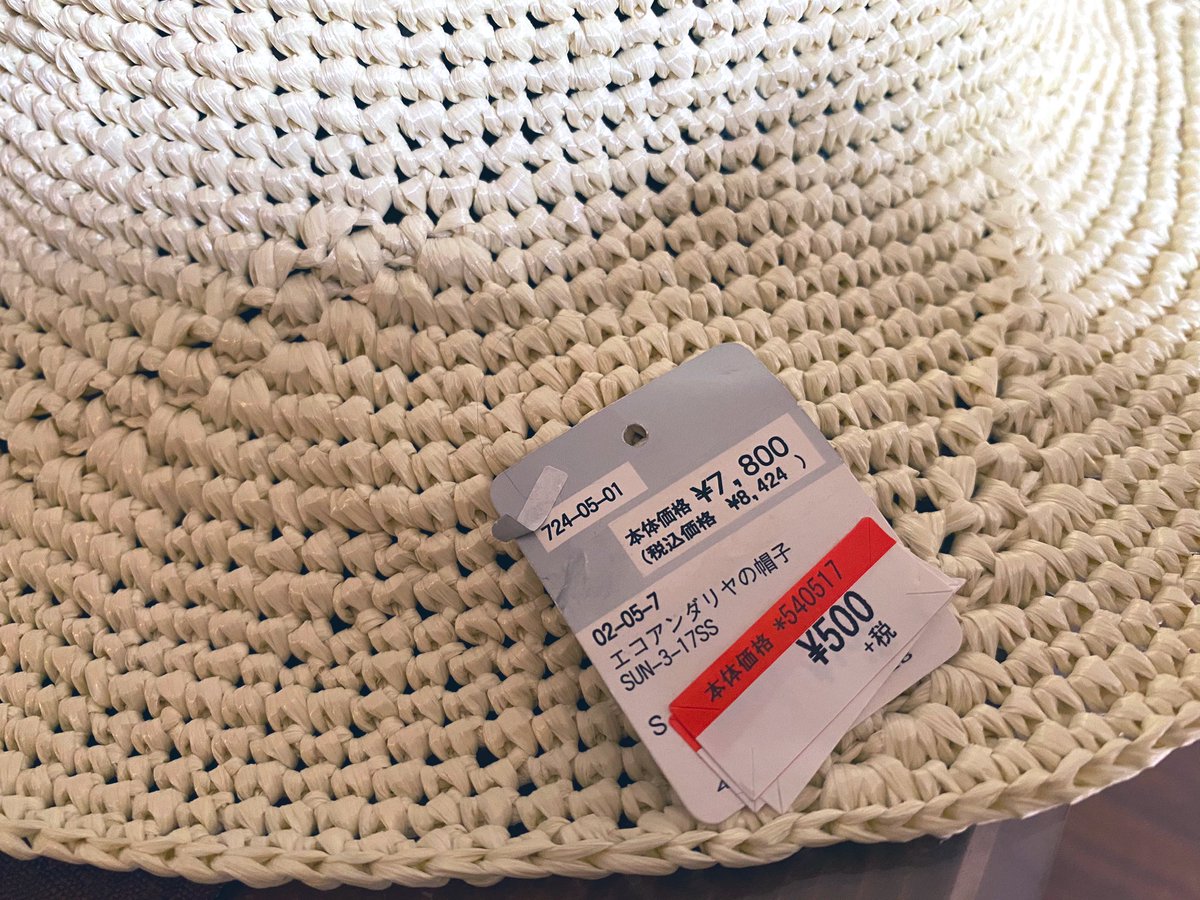 724-05-01
本体価格 ¥7,800
(税込価格 ¥8,424 )
02-05-7
エコアンダリヤの帽子
SUN-3-17SS
本体価格 *540517
¥500
+税
S